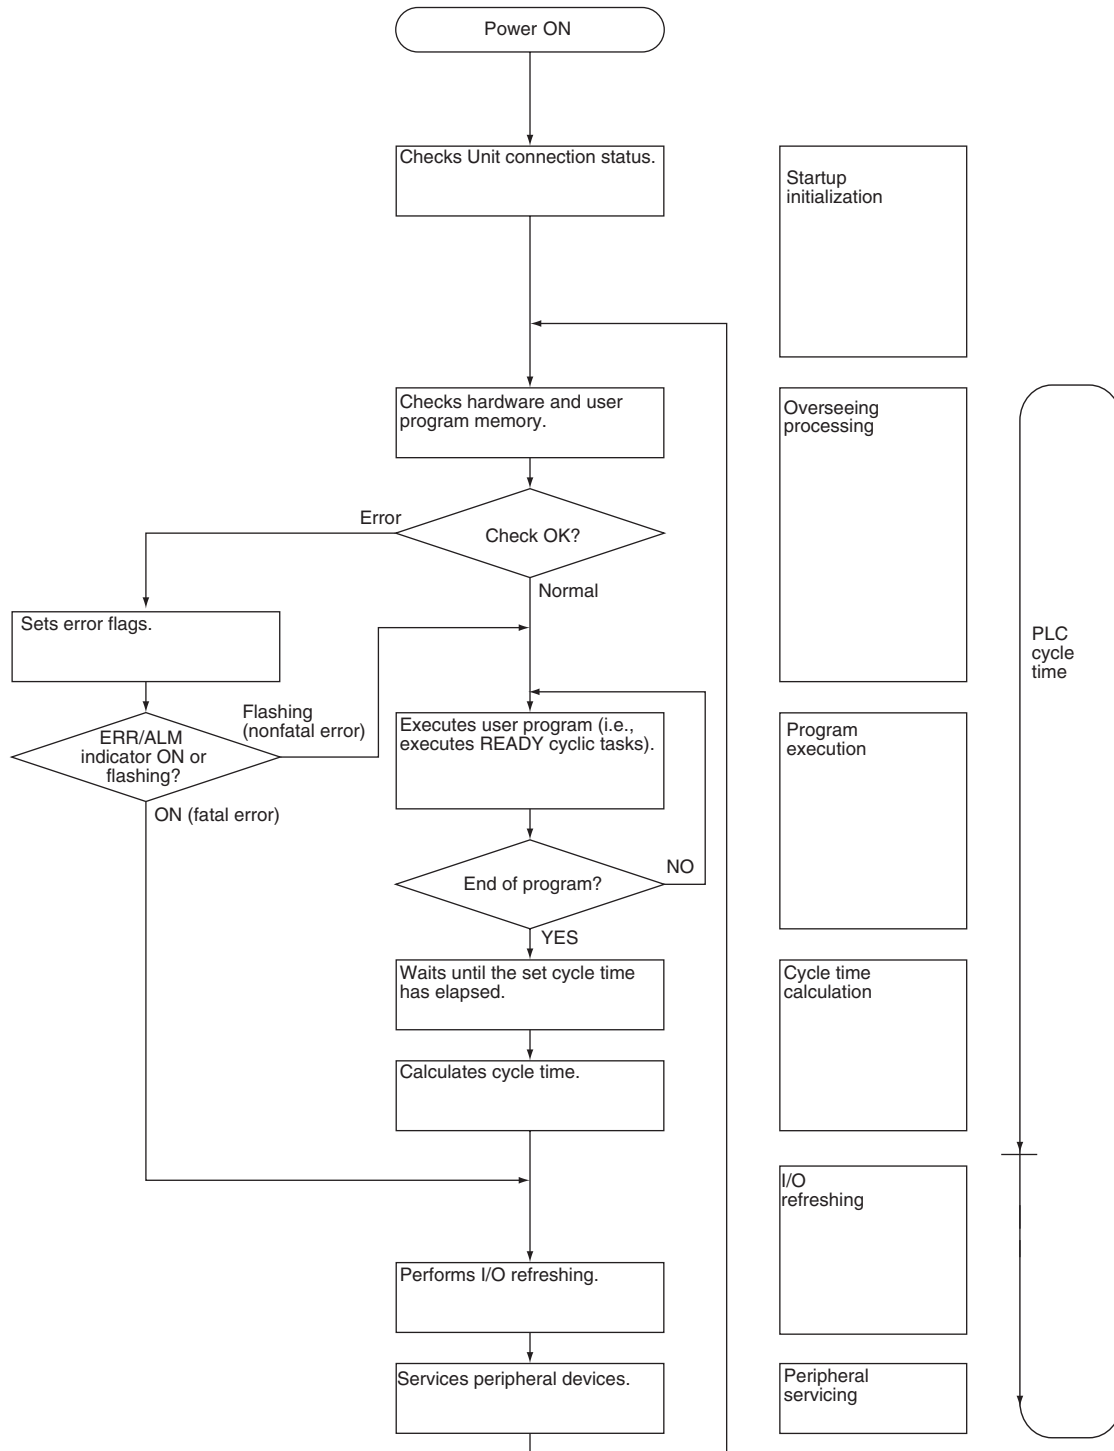 Power ON
Checks Unit connection status.
Startup
initialization
Checks hardware and user
program memory.
Overseeing
processing
Error
Check OK?
Normal
Sets error flags.
PLC
cycle
time
Flashing
(nonfatal error)
ERR/ALM
indicator ON or
flashing?
Executes user program (i.e.,
executes READY cyclic tasks).
Program
execution
ON (fatal error)
NO
End of program?
YES
Waits until the set cycle time
has elapsed.
Cycle time
calculation
Calculates cycle time.
I/O
refreshing
Performs I/O refreshing.
Services peripheral devices.
Peripheral
servicing